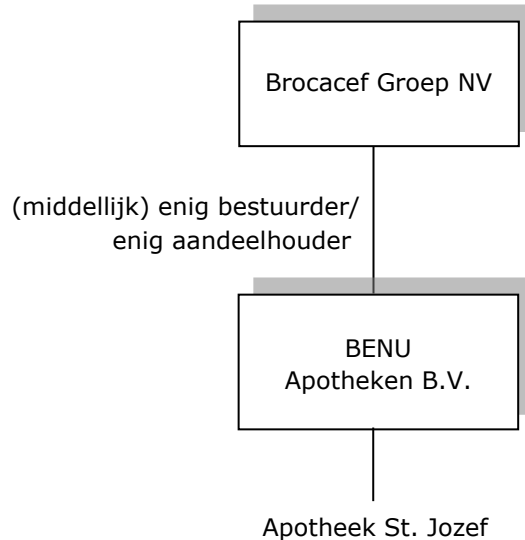 Brocacef Groep NV
(middellijk) enig bestuurder/
enig aandeelhouder
BENU
Apotheken B.V.
Apotheek St. Jozef